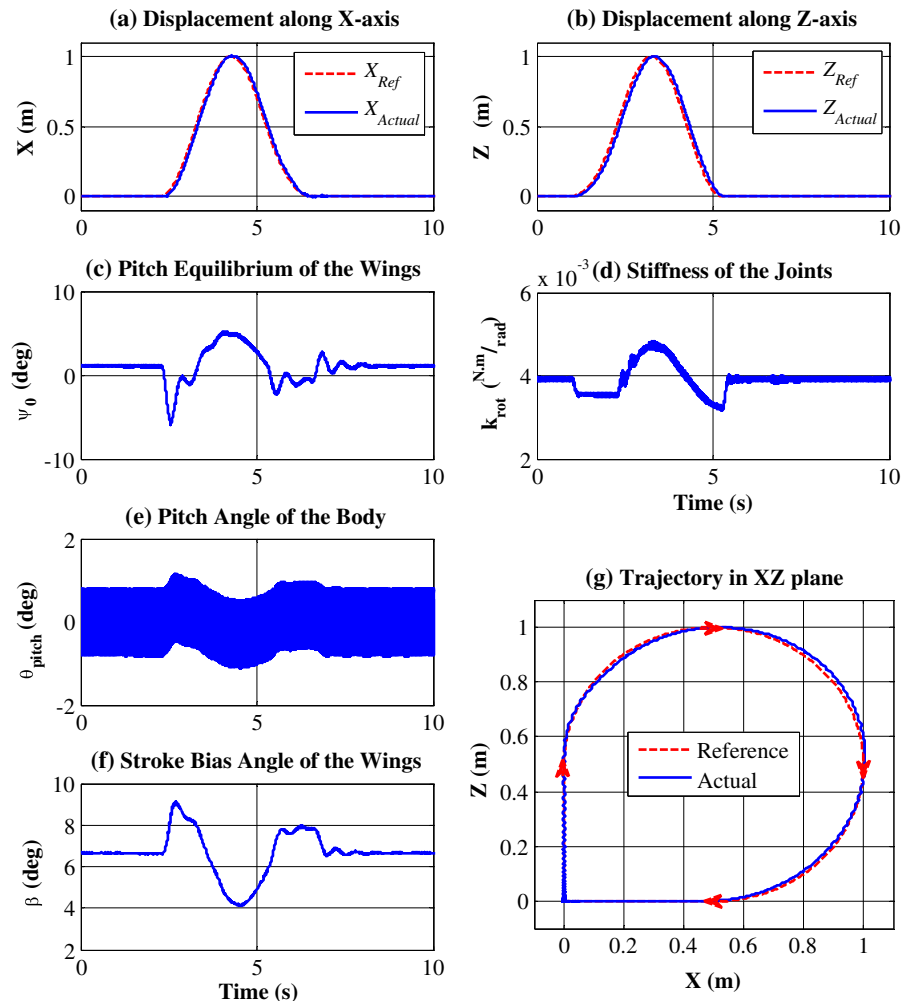 (a) Displacement along X-axis
X (m)
1
0.5
0
0
5
10
X_Ref
X_Actual
(b) Displacement along Z-axis
Z (m)
1
0.5
0
0
5
10
Z_Ref
Z_Actual
(c) Pitch Equilibrium of the Wings
ψ_0 (deg)
10
0
-10
0
5
10
(d) Stiffness of the Joints
x 10^-3
k_rot (N.m/rad)
6
4
2
0
5
10
Time (s)
(e) Pitch Angle of the Body
θ_pitch (deg)
2
0
-2
0
5
10
(f) Stroke Bias Angle of the Wings
β (deg)
10
8
6
4
2
0
5
10
Time (s)
(g) Trajectory in XZ plane
Z (m)
1
0.8
0.6
0.4
0.2
0
Reference
Actual
0
0.2
0.4
0.6
0.8
1
X (m)